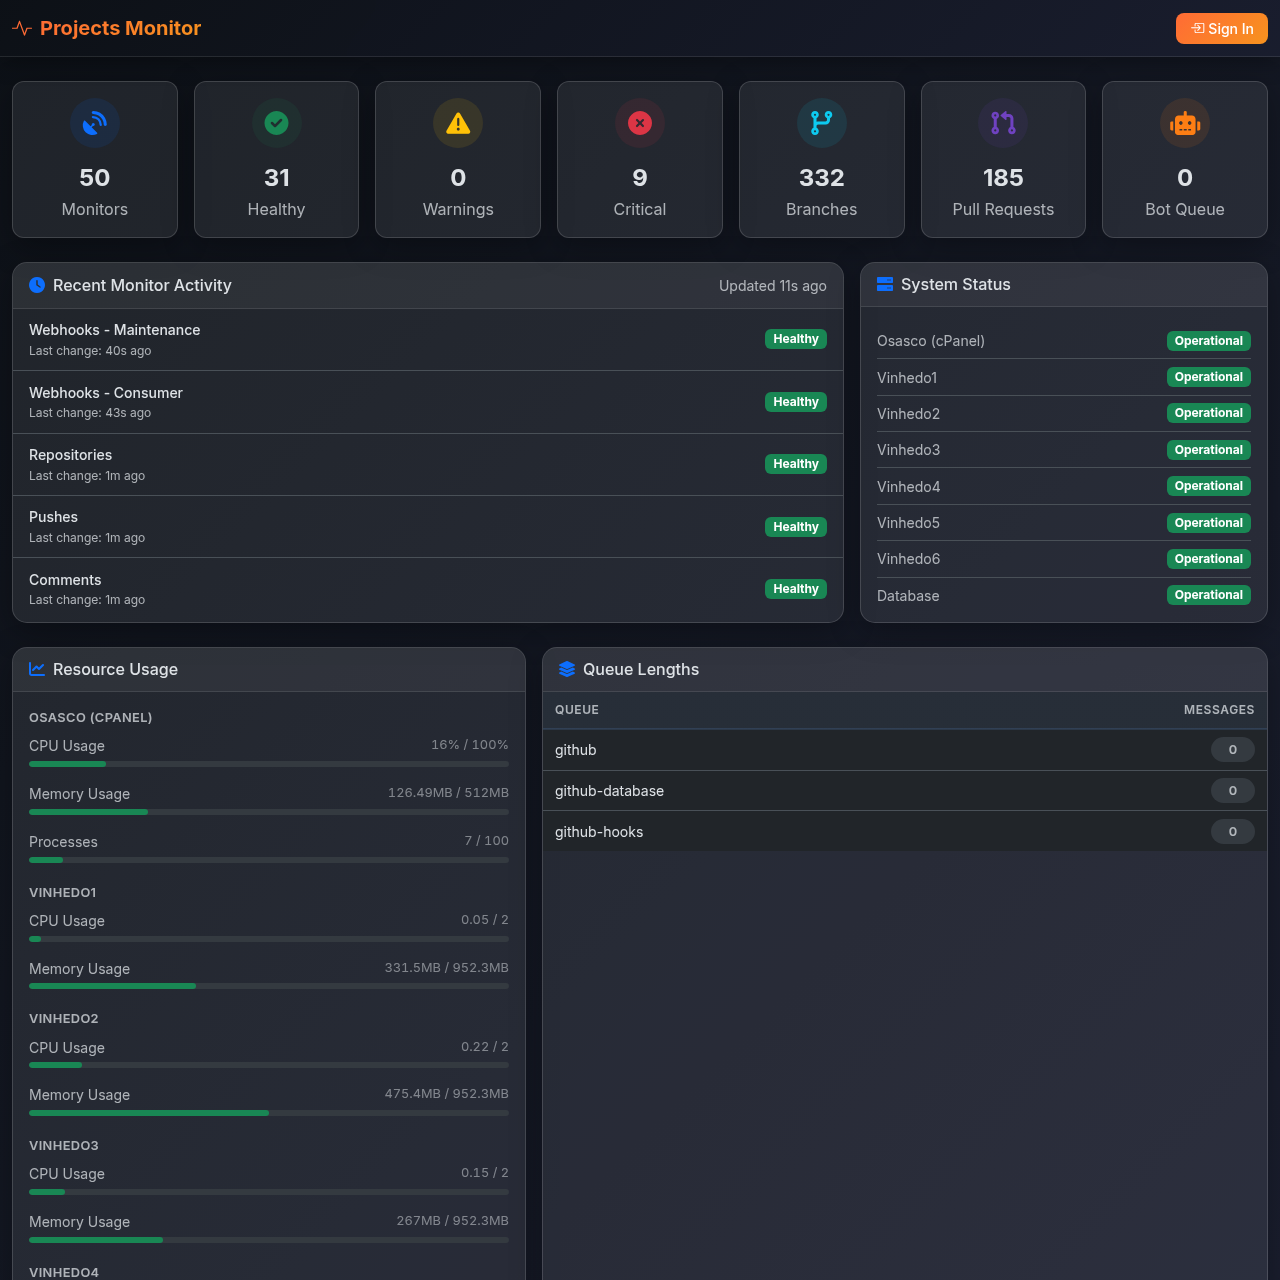 Projects Monitor
Sign In
50
Monitors
31
Healthy
0
Warnings
9
Critical
332
Branches
185
Pull Requests
0
Bot Queue
Recent Monitor Activity
Updated 11s ago
Webhooks - Maintenance
Last change: 40s ago
Healthy
Webhooks - Consumer
Last change: 43s ago
Healthy
Repositories
Last change: 1m ago
Healthy
Pushes
Last change: 1m ago
Healthy
Comments
Last change: 1m ago
Healthy
System Status
Osasco (cPanel) Operational
Vinhedo1 Operational
Vinhedo2 Operational
Vinhedo3 Operational
Vinhedo4 Operational
Vinhedo5 Operational
Vinhedo6 Operational
Database Operational
Resource Usage
OSASCO (CPANEL)
CPU Usage 16% / 100%
Memory Usage 126.49MB / 512MB
Processes 7 / 100
VINHEDO1
CPU Usage 0.05 / 2
Memory Usage 331.5MB / 952.3MB
VINHEDO2
CPU Usage 0.22 / 2
Memory Usage 475.4MB / 952.3MB
VINHEDO3
CPU Usage 0.15 / 2
Memory Usage 267MB / 952.3MB
VINHEDO4
Queue Lengths
QUEUE MESSAGES
github 0
github-database 0
github-hooks 0